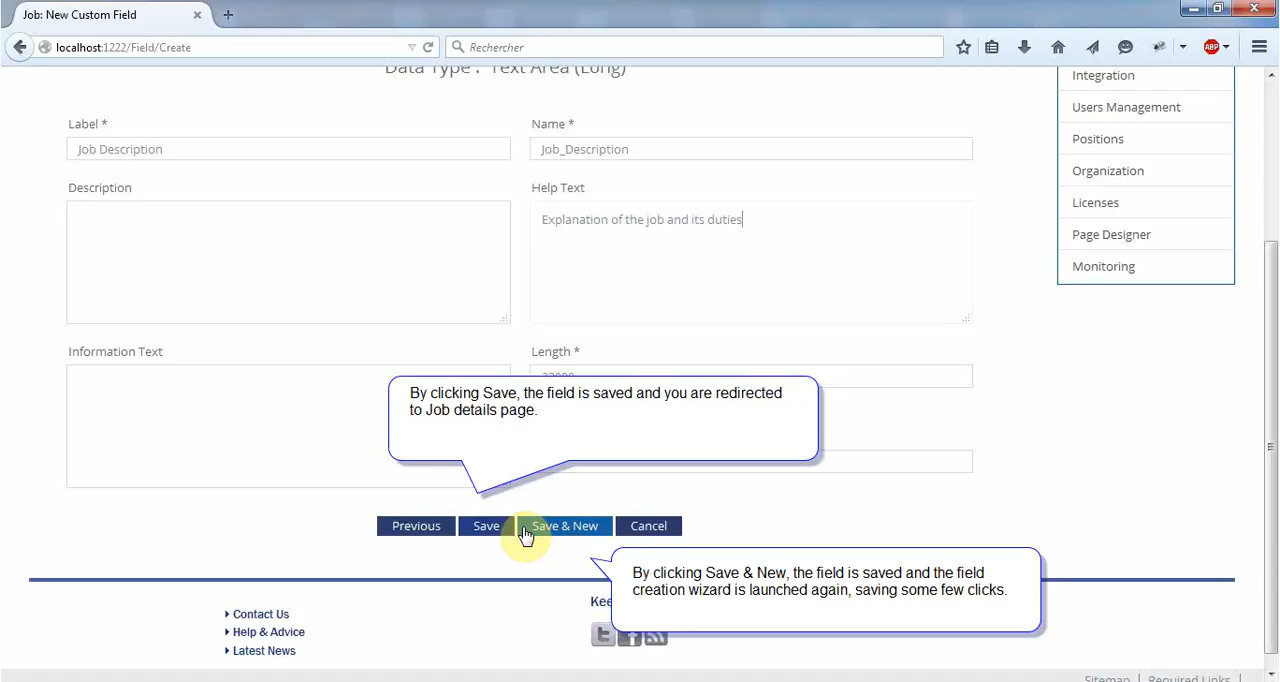 Job: New Custom Field
localhost:1222/Field/Create
Rechercher
ABP
Data Type : Text Area (Long)
Integration
Users Management
Positions
Organization
Licenses
Page Designer
Monitoring
Label *
Name *
Job Description
Job_Description
Description
Help Text
Explanation of the job and its duties
Information Text
Length *
By clicking Save, the field is saved and you are redirected
to Job details page.
Previous
Save
Save & New
Cancel
By clicking Save & New, the field is saved and the field
creation wizard is launched again, saving some few clicks.
Contact Us
Help & Advice
Latest News
Sitemap | Required Links |